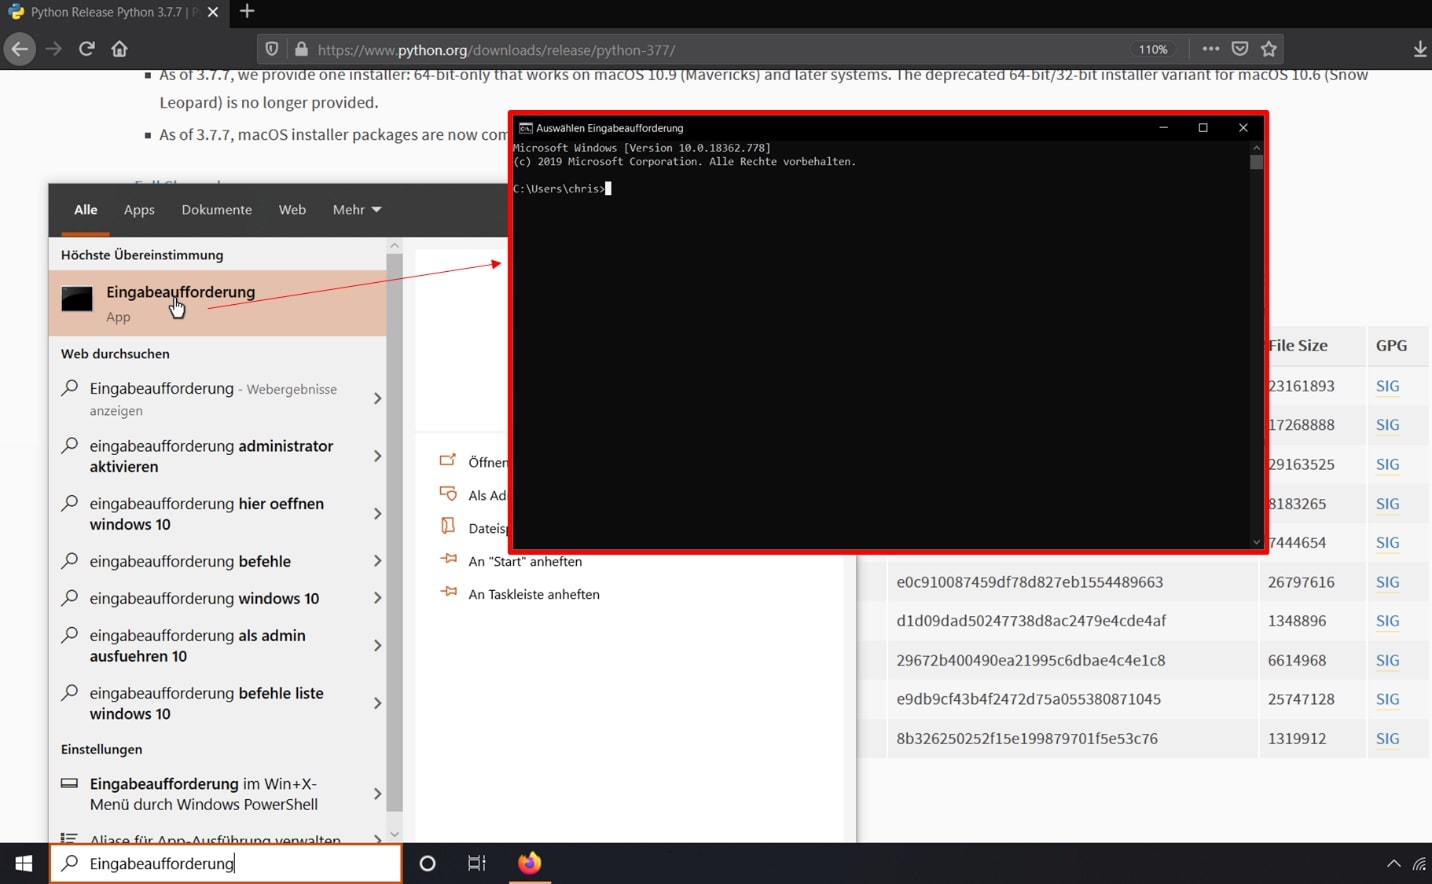 Python Release Python 3.7.7 |
https://www.python.org/downloads/release/python-377/
110%
As of 3.7.7, we provide one installer: 64-bit-only that works on macOS 10.9 (Mavericks) and later systems. The deprecated 64-bit/32-bit installer variant for macOS 10.6 (Snow
Leopard) is no longer provided.
As of 3.7.7, macOS installer packages are now com
Auswählen Eingabeaufforderung
Microsoft Windows [Version 10.0.18362.778]
(c) 2019 Microsoft Corporation. Alle Rechte vorbehalten.
C:\Users\chris>
Alle
Apps
Dokumente
Web
Mehr
Höchste Übereinstimmung
Eingabeaufforderung
App
Web durchsuchen
Eingabeaufforderung - Webergebnisse
anzeigen
eingabeaufforderung administrator
aktivieren
eingabeaufforderung hier oeffnen
windows 10
eingabeaufforderung befehle
eingabeaufforderung windows 10
eingabeaufforderung als admin
ausfuehren 10
eingabeaufforderung befehle liste
windows 10
Einstellungen
Eingabeaufforderung im Win+X-
Menü durch Windows PowerShell
Aliase für App-Ausführung verwalten
Eingabeaufforderung
Öffnen
Als Ad
Dateisp
An "Start" anheften
An Taskleiste anheften
File Size GPG
23161893 SIG
17268888 SIG
29163525 SIG
8183265 SIG
7444654 SIG
e0c910087459df78d827eb1554489663 26797616 SIG
d1d09dad50247738d8ac2479e4cde4af 1348896 SIG
29672b400490ea21995c6dbae4c4e1c8 6614968 SIG
e9db9cf43b4f2472d75a055380871045 25747128 SIG
8b326250252f15e199879701f5e53c76 1319912 SIG